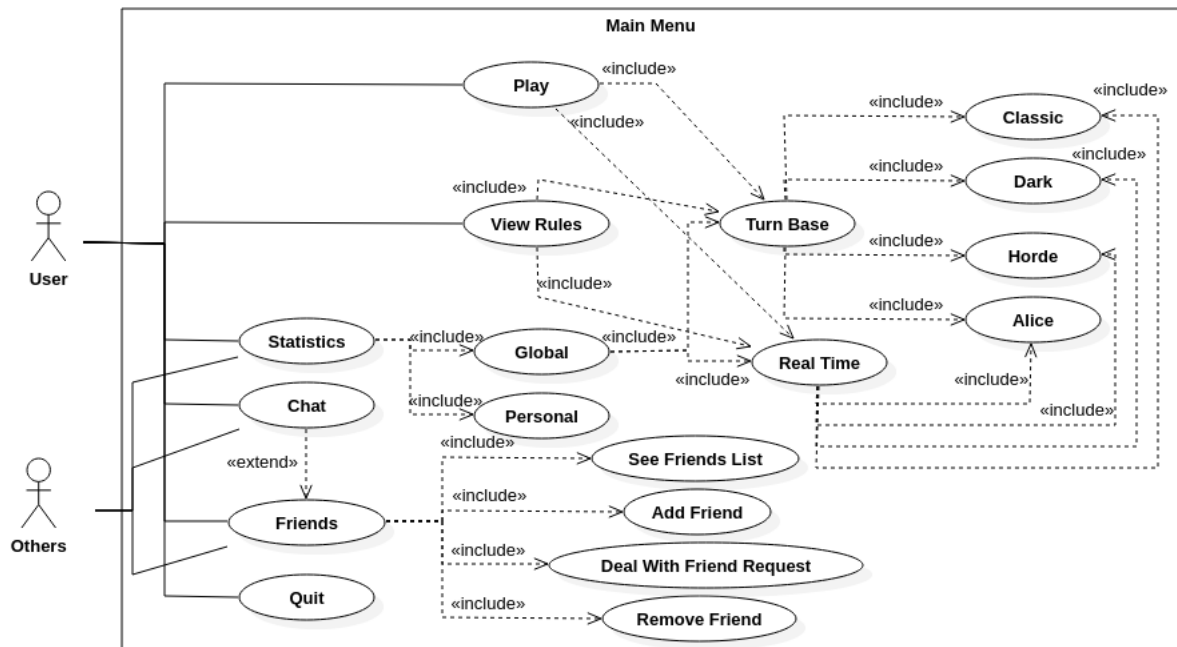 Main Menu
Play
«include»
«include»
«include»
Classic
«include»
«include»
«include»
Dark
«include»
View Rules
Turn Base
«include»
Horde
User
«include»
«include»
Alice
Statistics
«include»
Global
«include»
Real Time
«include»
«include»
Chat
«include»
Personal
«include»
«include»
«extend»
See Friends List
«include»
Add Friend
Friends
Others
«include»
Deal With Friend Request
Quit
«include»
Remove Friend